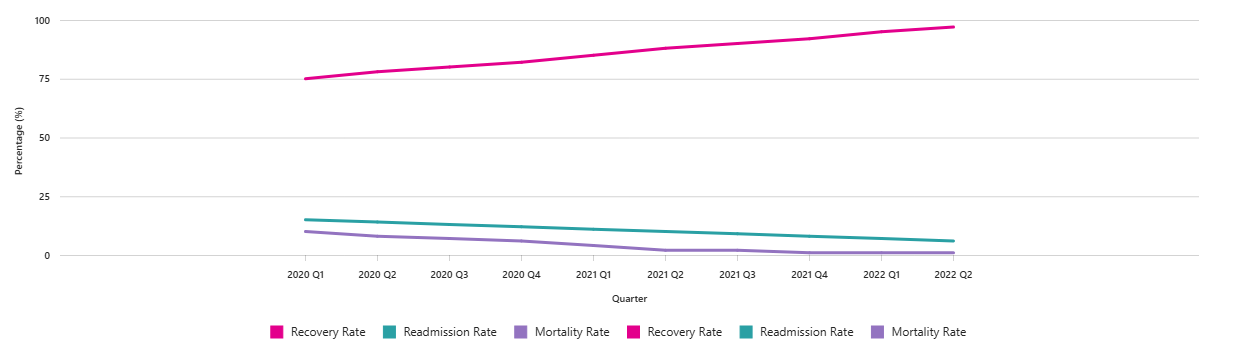 100
75
50
25
0
Percentage (%)
2020 Q1 2020 Q2 2020 Q3 2020 Q4 2021 Q1 2021 Q2 2021 Q3 2021 Q4 2022 Q1 2022 Q2
Quarter
Recovery Rate Readmission Rate Mortality Rate Recovery Rate Readmission Rate Mortality Rate